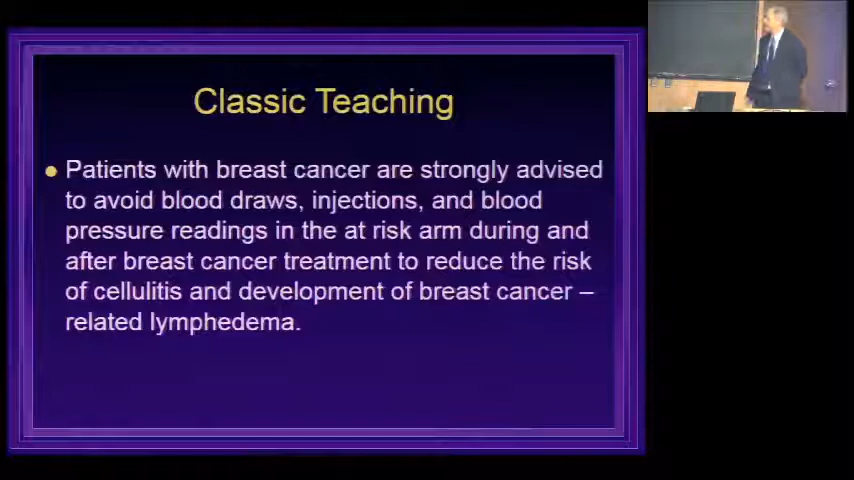 Classic Teaching
Patients with breast cancer are strongly advised
to avoid blood draws, injections, and blood
pressure readings in the at risk arm during and
after breast cancer treatment to reduce the risk
of cellulitis and development of breast cancer –
related lymphedema.